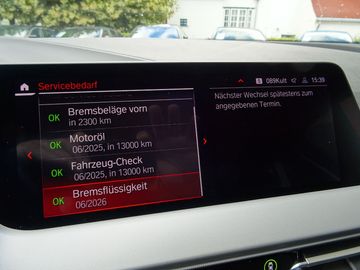 089Kult 15:39
Servicebedarf
OK Bremsbeläge vorn
in 2300 km
OK Motoröl
06/2025, in 13000 km
OK Fahrzeug-Check
06/2025, in 13000 km
OK Bremsflüssigkeit
06/2026
Nächster Wechsel spätestens zum
angegebenen Termin.